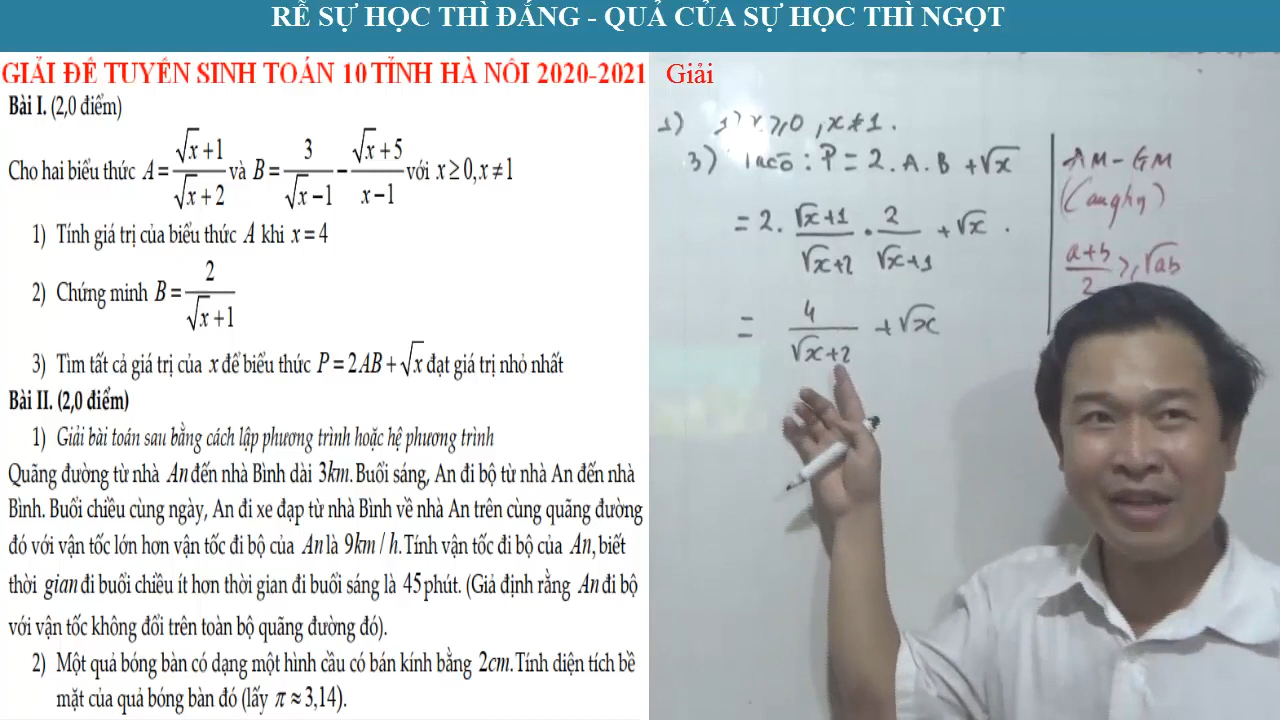 RỄ SỰ HỌC THÌ ĐẮNG - QUẢ CỦA SỰ HỌC THÌ NGỌT
GIẢI ĐỀ TUYỂN SINH TOÁN 10 TỈNH HÀ NÔI 2020-2021
Bài I. (2,0 điểm)
Cho hai biểu thức A = (√x + 1)/(√x + 2) và B = 3/(√x − 1) − (√x + 5)/(x − 1) với x ≥ 0, x ≠ 1
1) Tính giá trị của biểu thức A khi x = 4
2) Chứng minh B = 2/(√x + 1)
3) Tìm tất cả giá trị của x để biểu thức P = 2AB + √x đạt giá trị nhỏ nhất
Bài II. (2,0 điểm)
1) Giải bài toán sau bằng cách lập phương trình hoặc hệ phương trình
Quãng đường từ nhà An đến nhà Bình dài 3km. Buổi sáng, An đi bộ từ nhà An đến nhà
Bình. Buổi chiều cùng ngày, An đi xe đạp từ nhà Bình về nhà An trên cùng quãng đường
đó với vận tốc lớn hơn vận tốc đi bộ của An là 9km / h. Tính vận tốc đi bộ của An, biết
thời gian đi buổi chiều ít hơn thời gian đi buổi sáng là 45 phút. (Giả định rằng An đi bộ
với vận tốc không đổi trên toàn bộ quãng đường đó).
2) Một quả bóng bàn có dạng một hình cầu có bán kính bằng 2cm. Tính diện tích bề
mặt của quả bóng bàn đó (lấy π ≈ 3,14).
Giải
1) 1) x ≥ 0, x ≠ 1.
3) Ta có : P = 2.A.B + √x
= 2. (√x + 1)/(√x + 2) . 2/(√x + 1) + √x.
= 4/(√x + 2) + √x
AM - GM
(a + b)/2 ≥ √ab